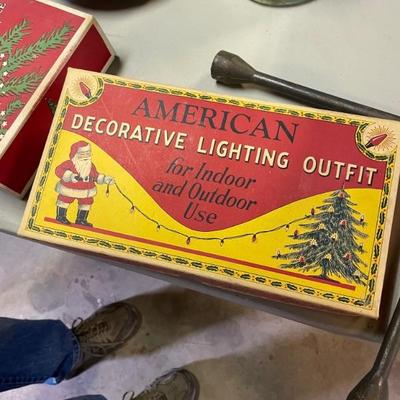 AMERICAN
DECORATIVE LIGHTING OUTFIT
for Indoor
and Outdoor
Use